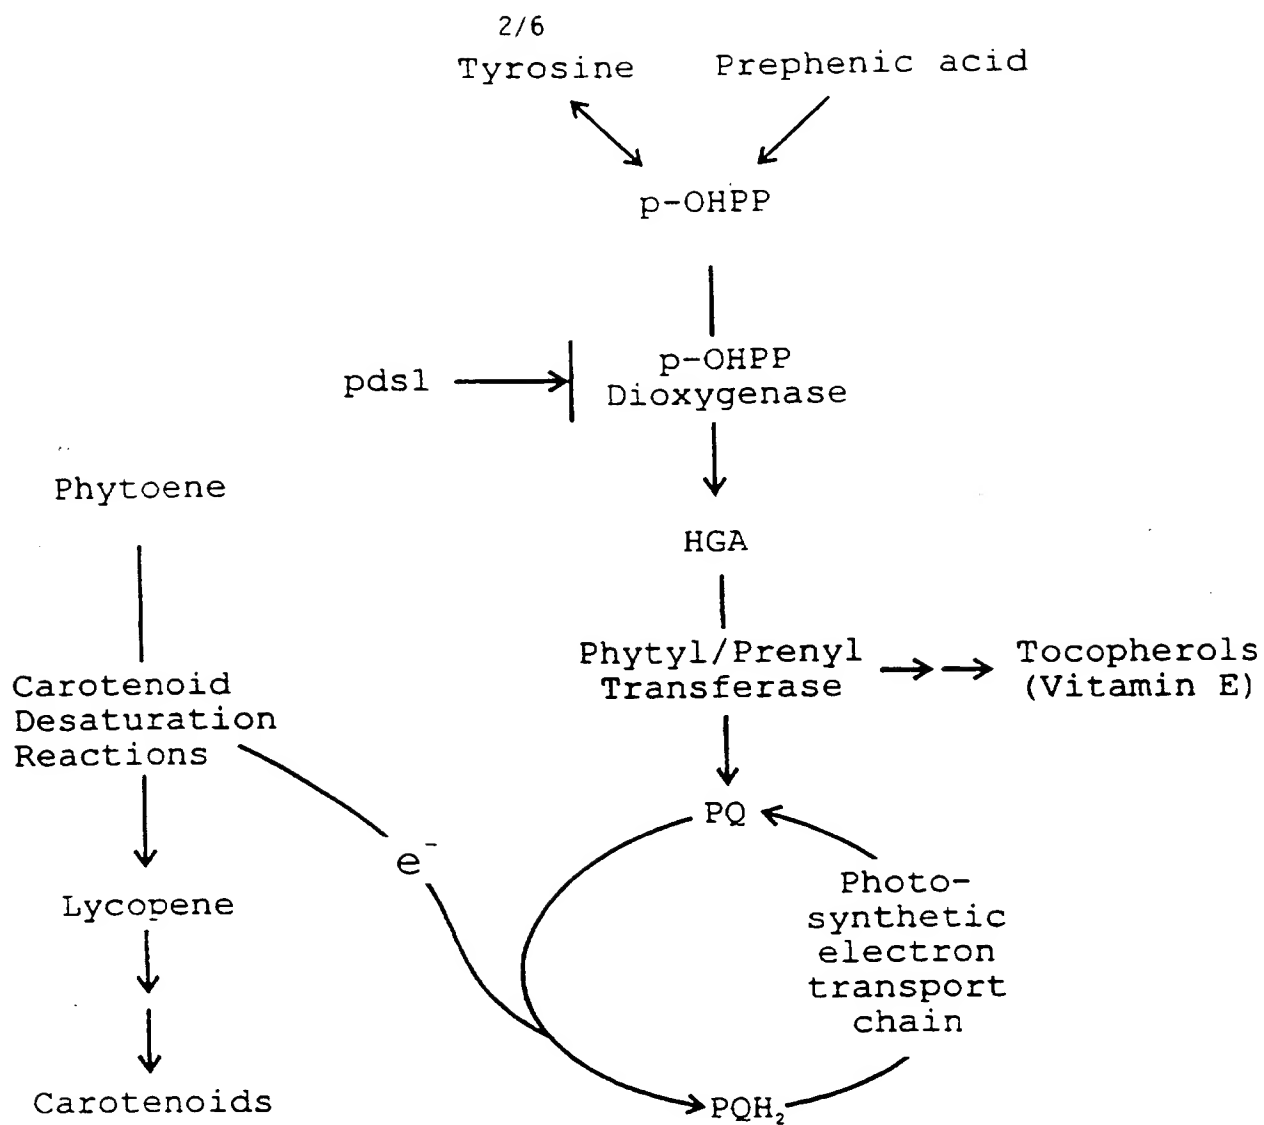 2/6
Tyrosine
Prephenic acid
p-OHPP
pds1
p-OHPP
Dioxygenase
Phytoene
HGA
Phytyl/Prenyl
Transferase
Tocopherols
(Vitamin E)
Carotenoid
Desaturation
Reactions
PQ
e⁻
Photo-
synthetic
electron
transport
chain
Lycopene
Carotenoids
PQH₂